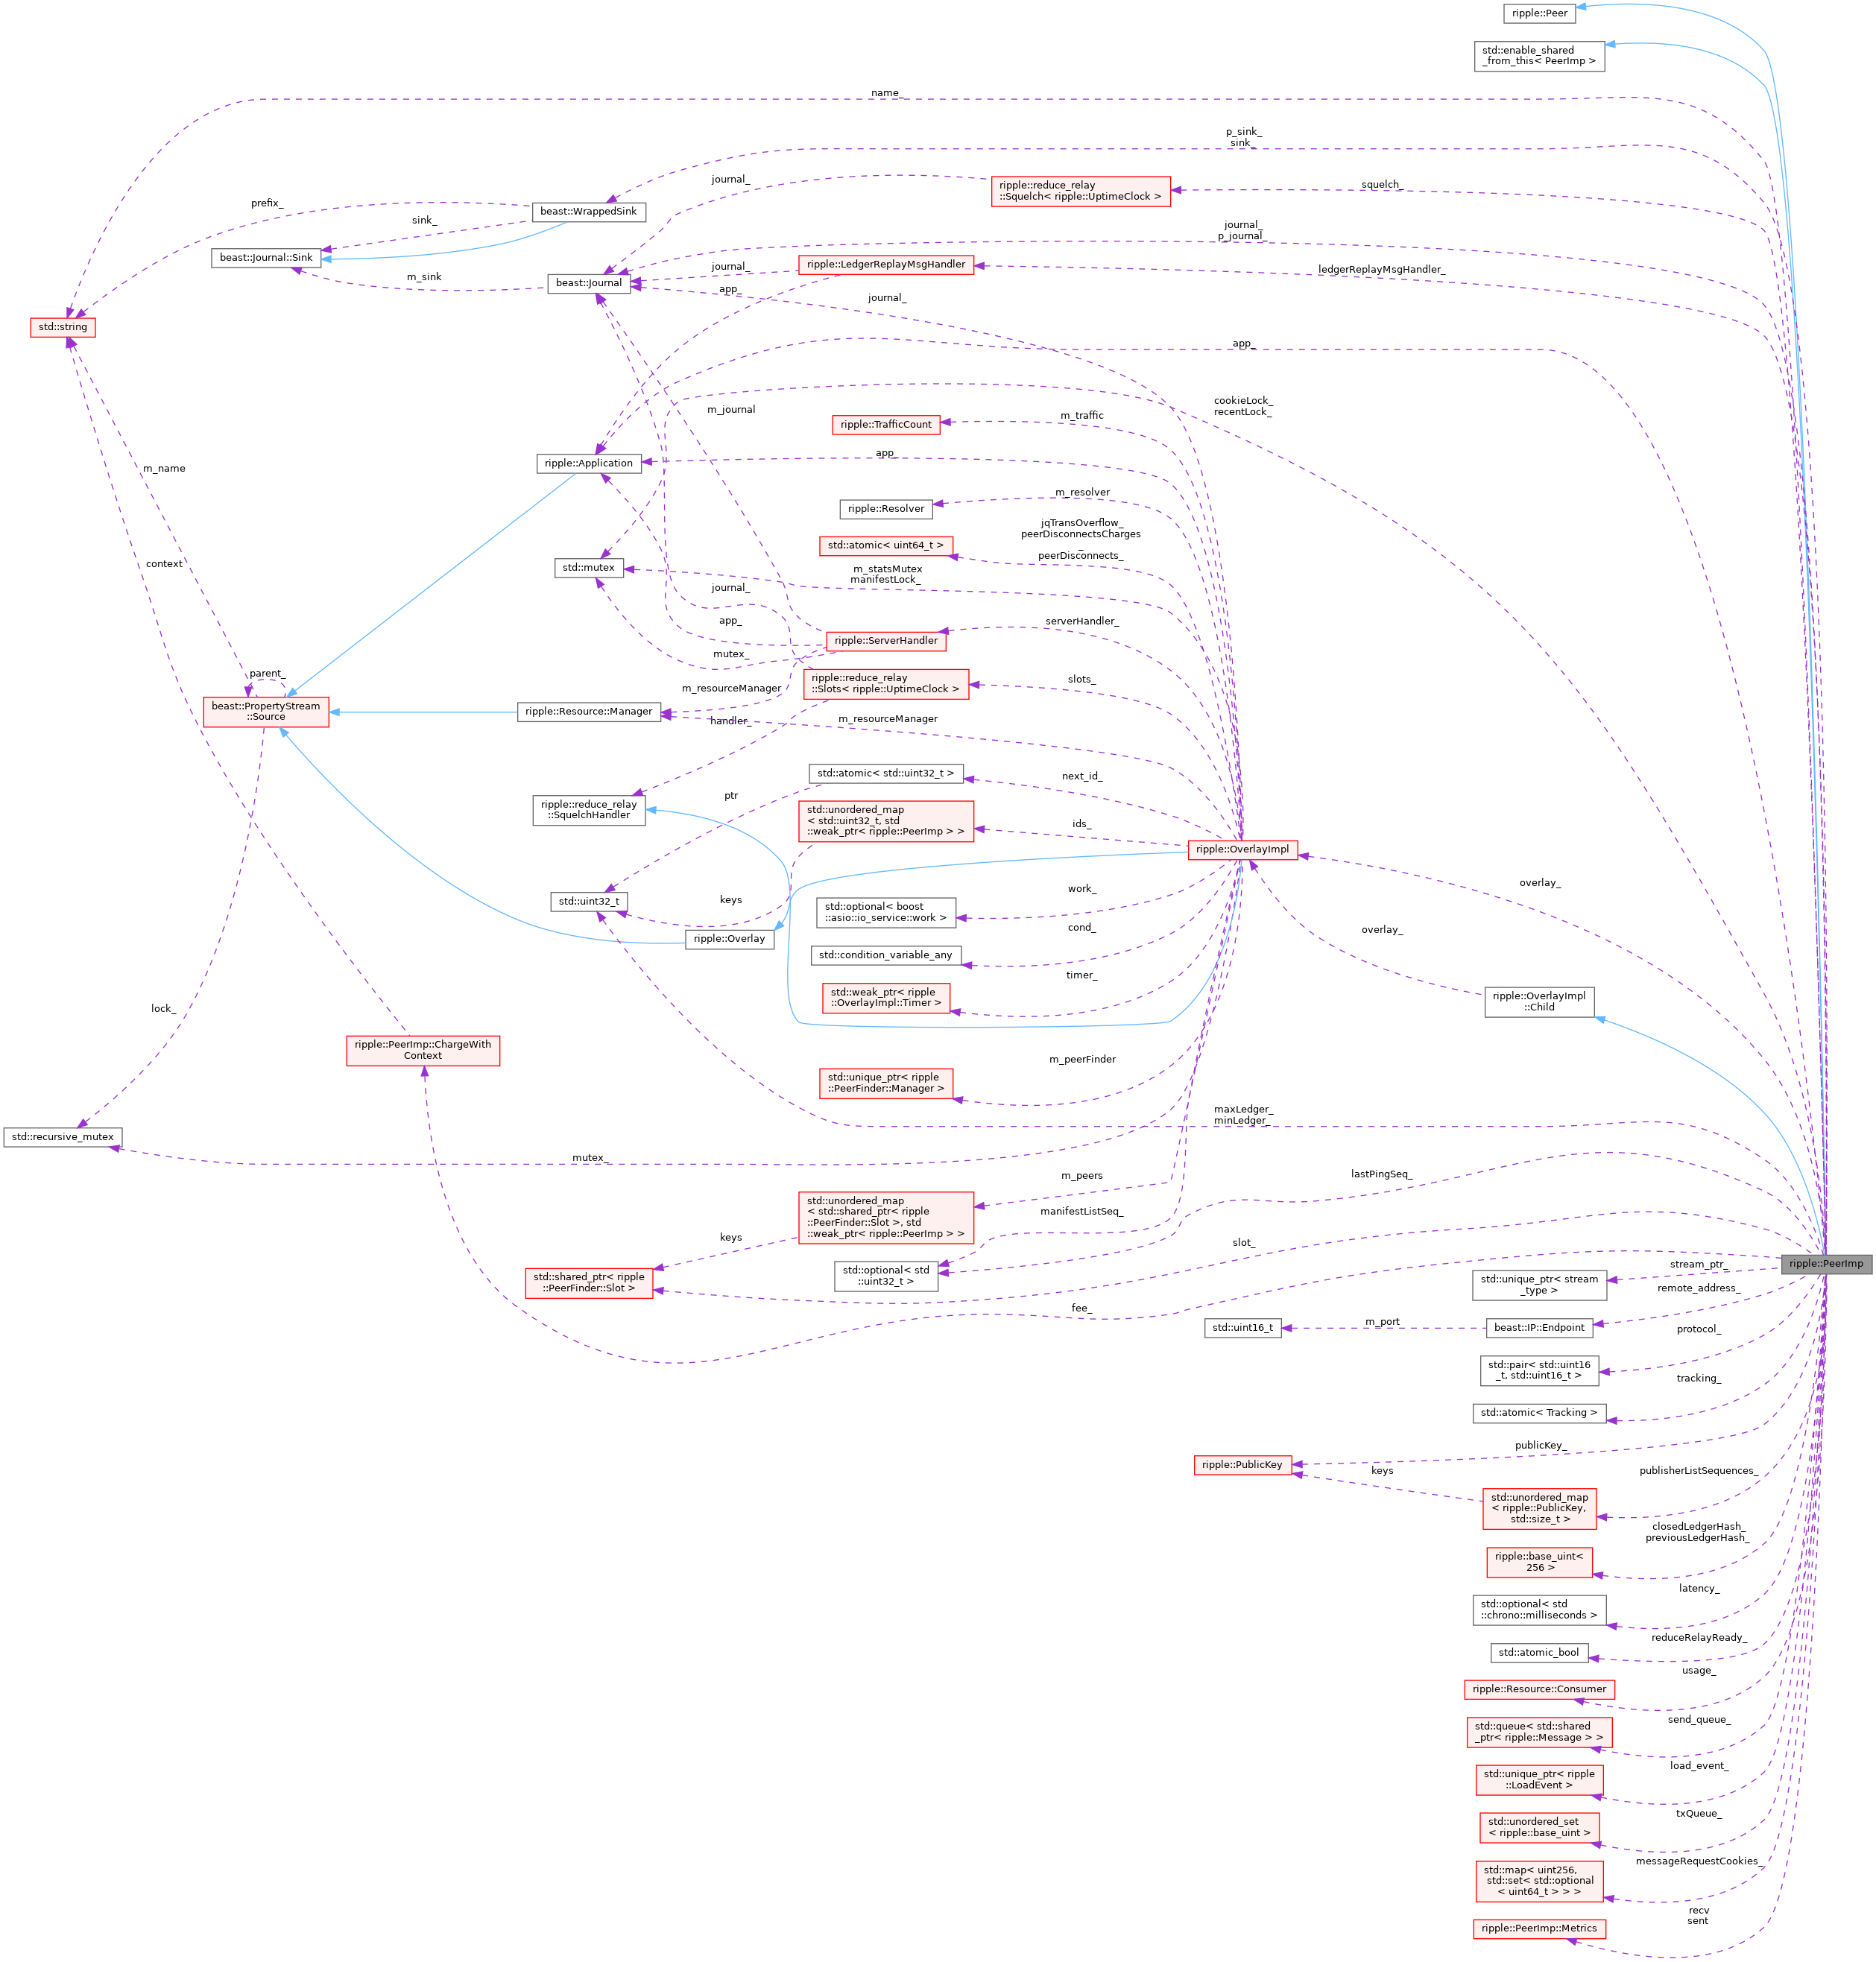 ripple::Peer
std::enable_shared
_from_this< PeerImp >
name_
p_sink_
sink_
journal_
ripple::reduce_relay
::Squelch< ripple::UptimeClock >
squelch_
prefix_
beast::WrappedSink
sink_
journal_
p_journal_
beast::Journal::Sink
m_sink
beast::Journal
journal_
ripple::LedgerReplayMsgHandler
ledgerReplayMsgHandler_
app_
journal_
std::string
app_
m_journal
cookieLock_
recentLock_
ripple::TrafficCount
m_traffic
m_name
ripple::Application
app_
m_resolver
ripple::Resolver
jqTransOverflow_
peerDisconnectsCharges
_
peerDisconnects_
std::atomic< uint64_t >
context
std::mutex
m_statsMutex
manifestLock_
journal_
app_
serverHandler_
ripple::ServerHandler
mutex_
parent_
m_resourceManager
ripple::reduce_relay
::Slots< ripple::UptimeClock >
slots_
beast::PropertyStream
::Source
ripple::Resource::Manager
handler_
m_resourceManager
std::atomic< std::uint32_t >
next_id_
ptr
ripple::reduce_relay
::SquelchHandler
std::unordered_map
< std::uint32_t, std
::weak_ptr< ripple::PeerImp > >
ids_
ripple::OverlayImpl
overlay_
std::uint32_t
keys
work_
std::optional< boost
::asio::io_service::work >
ripple::Overlay
cond_
overlay_
std::condition_variable_any
timer_
std::weak_ptr< ripple
::OverlayImpl::Timer >
ripple::OverlayImpl
::Child
lock_
ripple::PeerImp::ChargeWith
Context
m_peerFinder
std::unique_ptr< ripple
::PeerFinder::Manager >
maxLedger_
minLedger_
std::recursive_mutex
mutex_
m_peers
lastPingSeq_
std::unordered_map
< std::shared_ptr< ripple
::PeerFinder::Slot >, std
::weak_ptr< ripple::PeerImp > >
manifestListSeq_
keys
slot_
std::shared_ptr< ripple
::PeerFinder::Slot >
std::optional< std
::uint32_t >
ripple::PeerImp
stream_ptr_
std::unique_ptr< stream
_type >
remote_address_
fee_
std::uint16_t
m_port
beast::IP::Endpoint
protocol_
std::pair< std::uint16
_t, std::uint16_t >
tracking_
std::atomic< Tracking >
publicKey_
ripple::PublicKey
keys
publisherListSequences_
std::unordered_map
< ripple::PublicKey,
std::size_t >
closedLedgerHash_
previousLedgerHash_
ripple::base_uint<
256 >
latency_
std::optional< std
::chrono::milliseconds >
reduceRelayReady_
std::atomic_bool
usage_
ripple::Resource::Consumer
send_queue_
std::queue< std::shared
_ptr< ripple::Message > >
load_event_
std::unique_ptr< ripple
::LoadEvent >
txQueue_
std::unordered_set
< ripple::base_uint >
messageRequestCookies_
std::map< uint256,
std::set< std::optional
< uint64_t > > >
recv
sent
ripple::PeerImp::Metrics